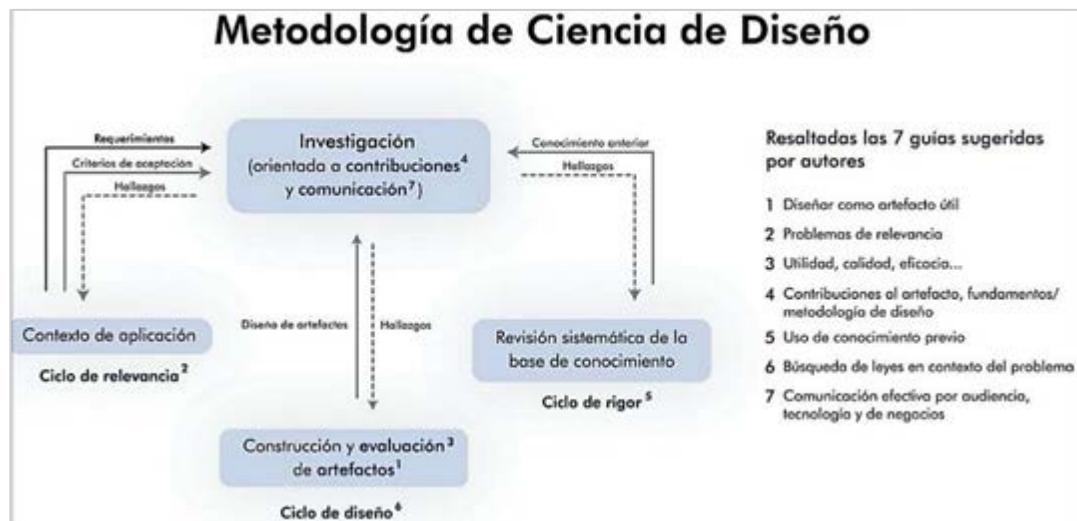 Metodología de Ciencia de Diseño
Requerimientos
Criterios de aceptación
Hallazgos
Investigación
(orientada a contribuciones⁴
y comunicación⁷)
Conocimiento anterior
Hallazgos
Contexto de aplicación
Ciclo de relevancia²
Diseño de artefactos
Hallazgos
Revisión sistemática de la
base de conocimiento
Ciclo de rigor⁵
Construcción y evaluación³
de artefactos¹
Ciclo de diseño⁶
Resaltadas las 7 guías sugeridas
por autores
1 Diseñar como artefacto útil
2 Problemas de relevancia
3 Utilidad, calidad, eficacia...
4 Contribuciones al artefacto, fundamentos/
metodología de diseño
5 Uso de conocimiento previo
6 Búsqueda de leyes en contexto del problema
7 Comunicación efectiva por audiencia,
tecnología y de negocios